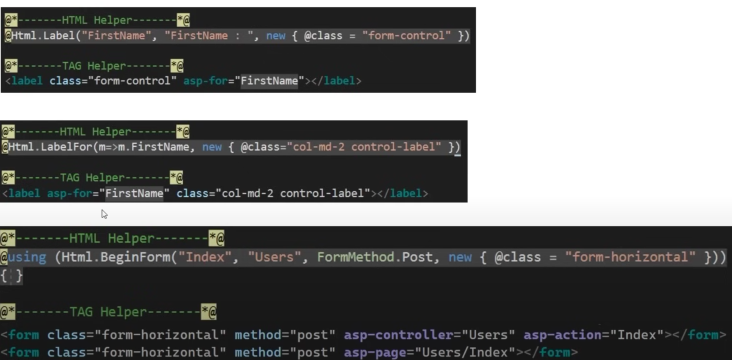 @*-------HTML Helper-------*@
@Html.Label("FirstName", "FirstName : ", new { @class = "form-control" })
@*-------TAG Helper-------*@
<label class="form-control" asp-for="FirstName"></label>
@*-------HTML Helper-------*@
@Html.LabelFor(m=>m.FirstName, new { @class="col-md-2 control-label" })
@*-------TAG Helper-------*@
<label asp-for="FirstName" class="col-md-2 control-label"></label>
@*-------HTML Helper-------*@
@using (Html.BeginForm("Index", "Users", FormMethod.Post, new { @class = "form-horizontal" }))
{ }
@*-------TAG Helper-------*@
<form class="form-horizontal" method="post" asp-controller="Users" asp-action="Index"></form>
<form class="form-horizontal" method="post" asp-page="Users/Index"></form>